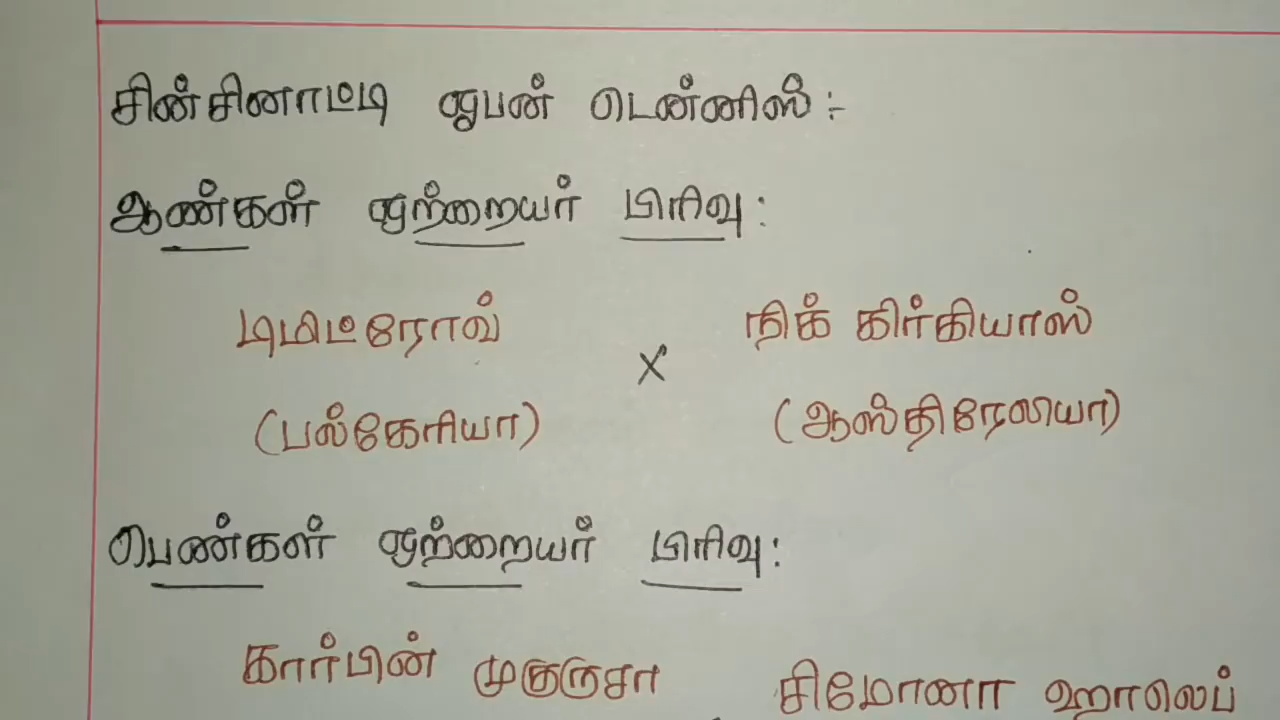 சின்சினாட்டி ஓபன் டென்னிஸ் :-
ஆண்கள் ஒற்றையர் பிரிவு :
டிமிட்ரோவ் X நிக் கிர்கியாஸ்
(பல்கேரியா) (ஆஸ்திரேலியா)
பெண்கள் ஒற்றையர் பிரிவு :
கார்பின் முகுருசா சிமோனா ஹாலெப்